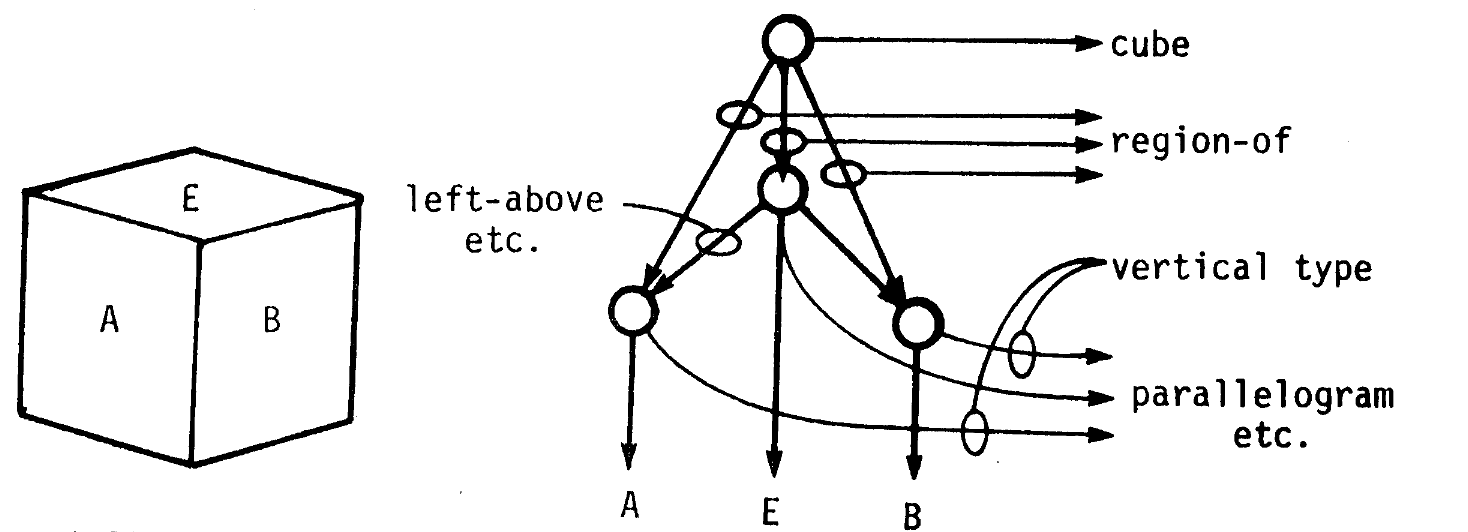 E
A
B
cube
region-of
left-above
etc.
vertical type
parallelogram
etc.
A
E
B